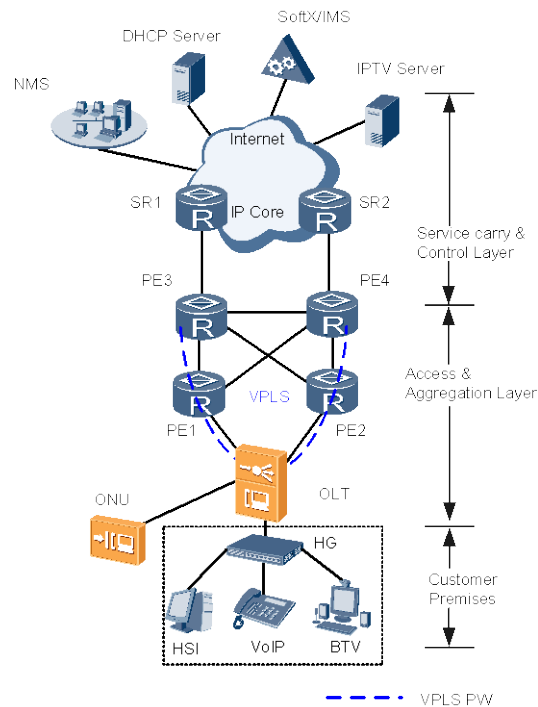 SoftX/IMS
DHCP Server
IPTV Server
NMS
Internet
SR1
IP Core
SR2
Service carry &
Control Layer
PE3
PE4
R
R
R
R
Access &
Aggregation Layer
VPLS
R
R
PE1
PE2
ONU
OLT
HG
Customer
Premises
HSI
VoIP
BTV
VPLS PW